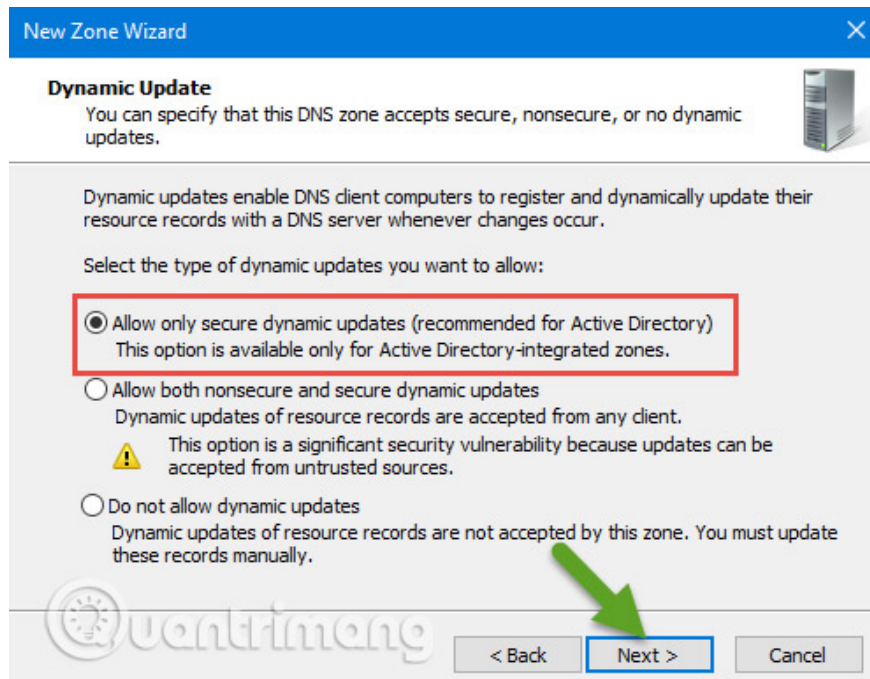 New Zone Wizard
Dynamic Update
You can specify that this DNS zone accepts secure, nonsecure, or no dynamic
updates.
Dynamic updates enable DNS client computers to register and dynamically update their
resource records with a DNS server whenever changes occur.
Select the type of dynamic updates you want to allow:
Allow only secure dynamic updates (recommended for Active Directory)
This option is available only for Active Directory-integrated zones.
Allow both nonsecure and secure dynamic updates
Dynamic updates of resource records are accepted from any client.
This option is a significant security vulnerability because updates can be
accepted from untrusted sources.
Do not allow dynamic updates
Dynamic updates of resource records are not accepted by this zone. You must update
these records manually.
Quantrimang
< Back Next > Cancel